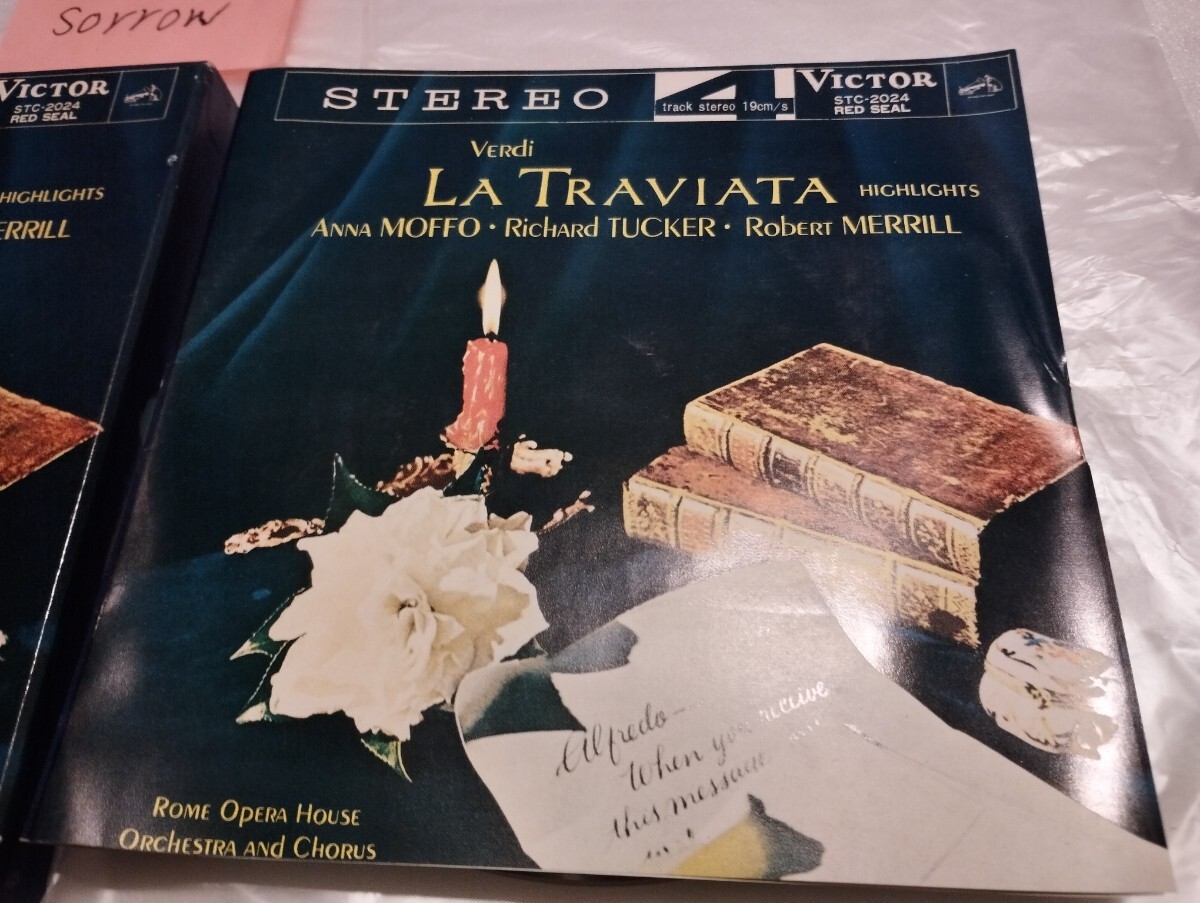 Sorrow
VICTOR
STC-2024
RED SEAL
HIGHLIGHTS
ERRILL
STEREO
4
track stereo 19cm/s
VICTOR
STC-2024
RED SEAL
VERdi
LA TRAVIATA HIGHLIGHTS
ANNA MOFFO · RicHARd TUCKER · RobERT MERRILL
Alfredo—
When you receive
this message
ROME OPERA HOUSE
ORCHESTRA ANd CHORUS